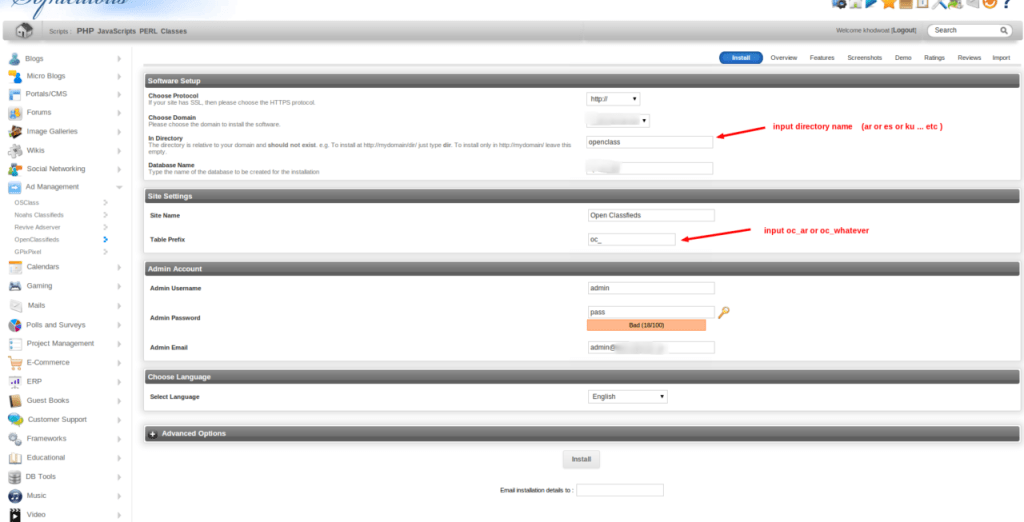 Softaculous
Scripts : PHP JavaScripts PERL Classes
Welcome khodwoat [Logout]
Search
Blogs
Micro Blogs
Portals/CMS
Forums
Image Galleries
Wikis
Social Networking
Ad Management
OSClass
Noahs Classifieds
Revive Adserver
OpenClassifieds
GPixPixel
Calendars
Gaming
Mails
Polls and Surveys
Project Management
E-Commerce
ERP
Guest Books
Customer Support
Frameworks
Educational
DB Tools
Music
Video
Install Overview Features Screenshots Demo Ratings Reviews Import
Software Setup
Choose Protocol
If your site has SSL, then please choose the HTTPS protocol.
http://
Choose Domain
Please choose the domain to install the software.
In Directory
The directory is relative to your domain and should not exist. e.g. To install at http://mydomain/dir/ just type dir. To install only in http://mydomain/ leave this
empty.
openclass
input directory name (ar or es or ku ... etc )
Database Name
Type the name of the database to be created for the installation
Site Settings
Site Name
Open Classifieds
Table Prefix
oc_
input oc_ar or oc_whatever
Admin Account
Admin Username
admin
Admin Password
pass
Bad (18/100)
Admin Email
admin@
Choose Language
Select Language
English
Advanced Options
Install
Email installation details to :